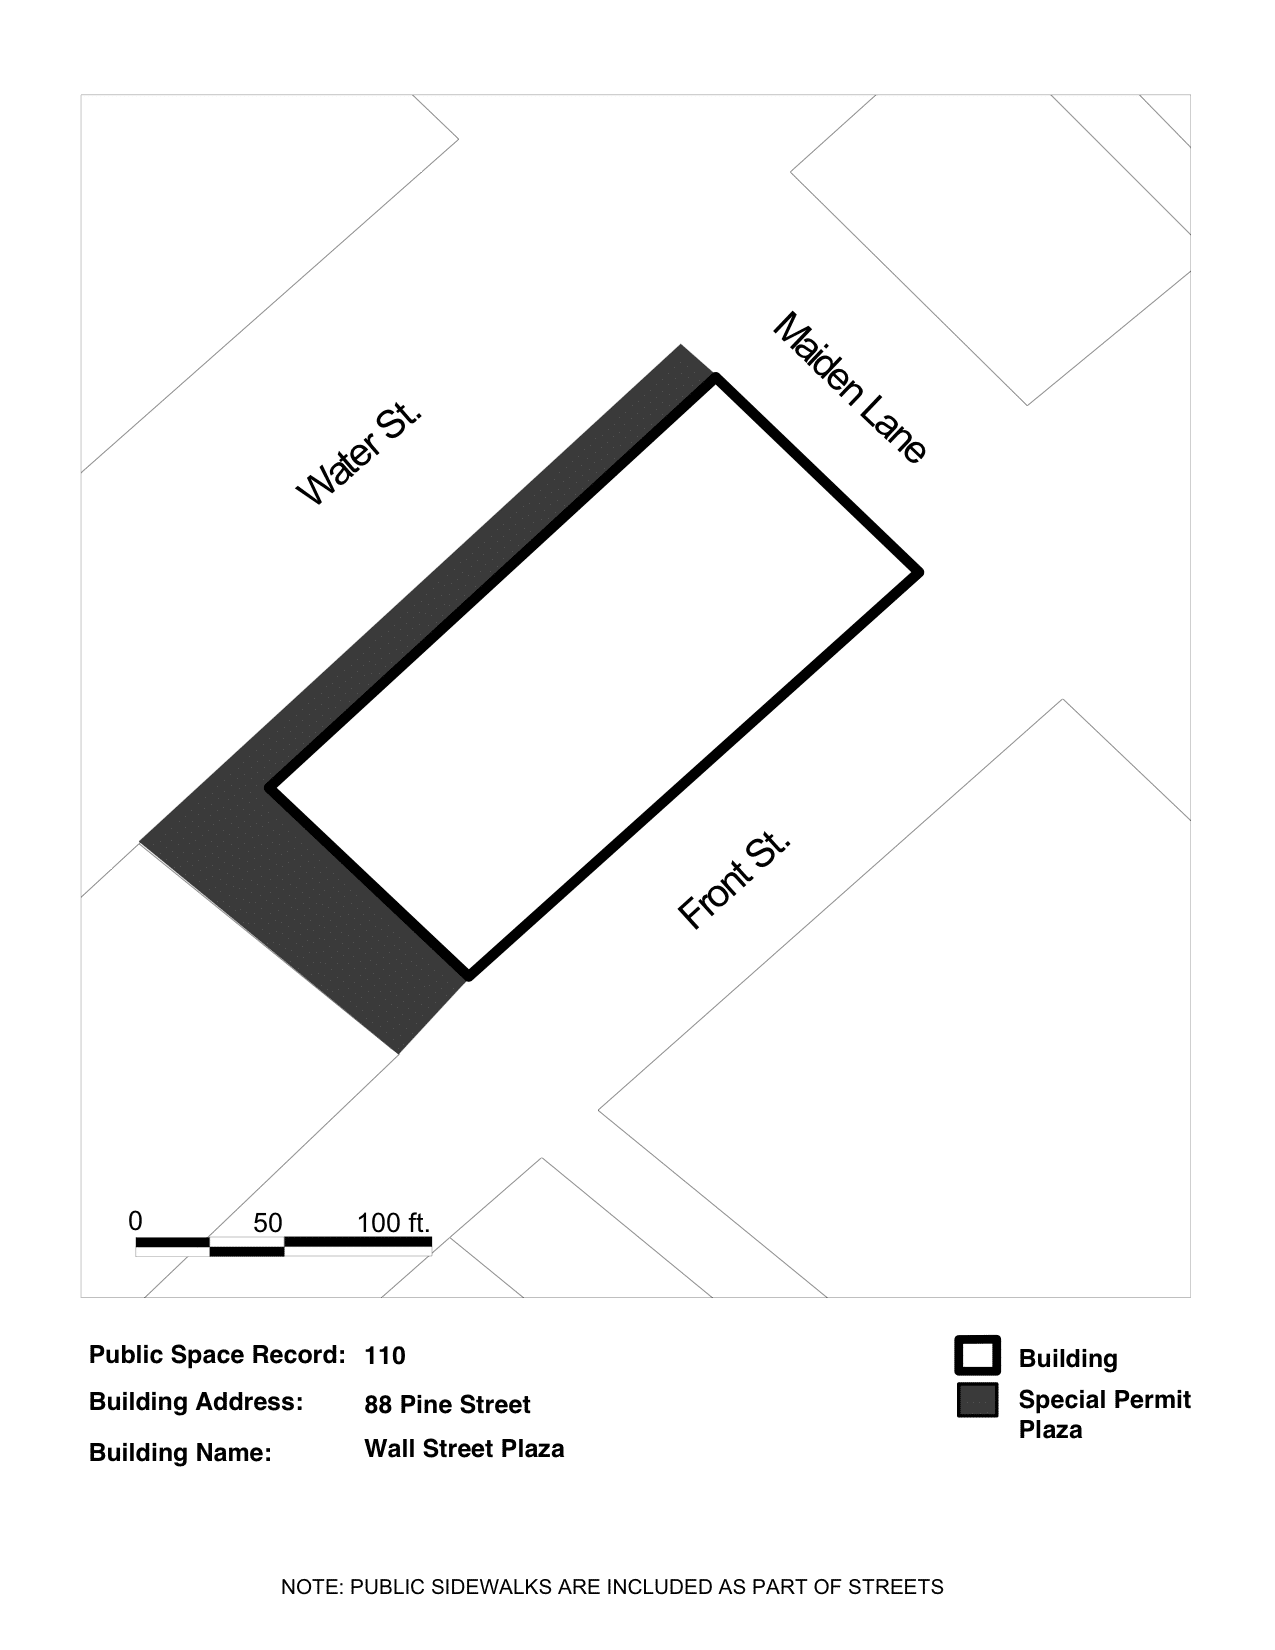 Maiden Lane
Water St.
Front St.
0 50 100 ft.
Public Space Record: 110
Building Address: 88 Pine Street
Building Name: Wall Street Plaza
Building
Special Permit
Plaza
NOTE: PUBLIC SIDEWALKS ARE INCLUDED AS PART OF STREETS